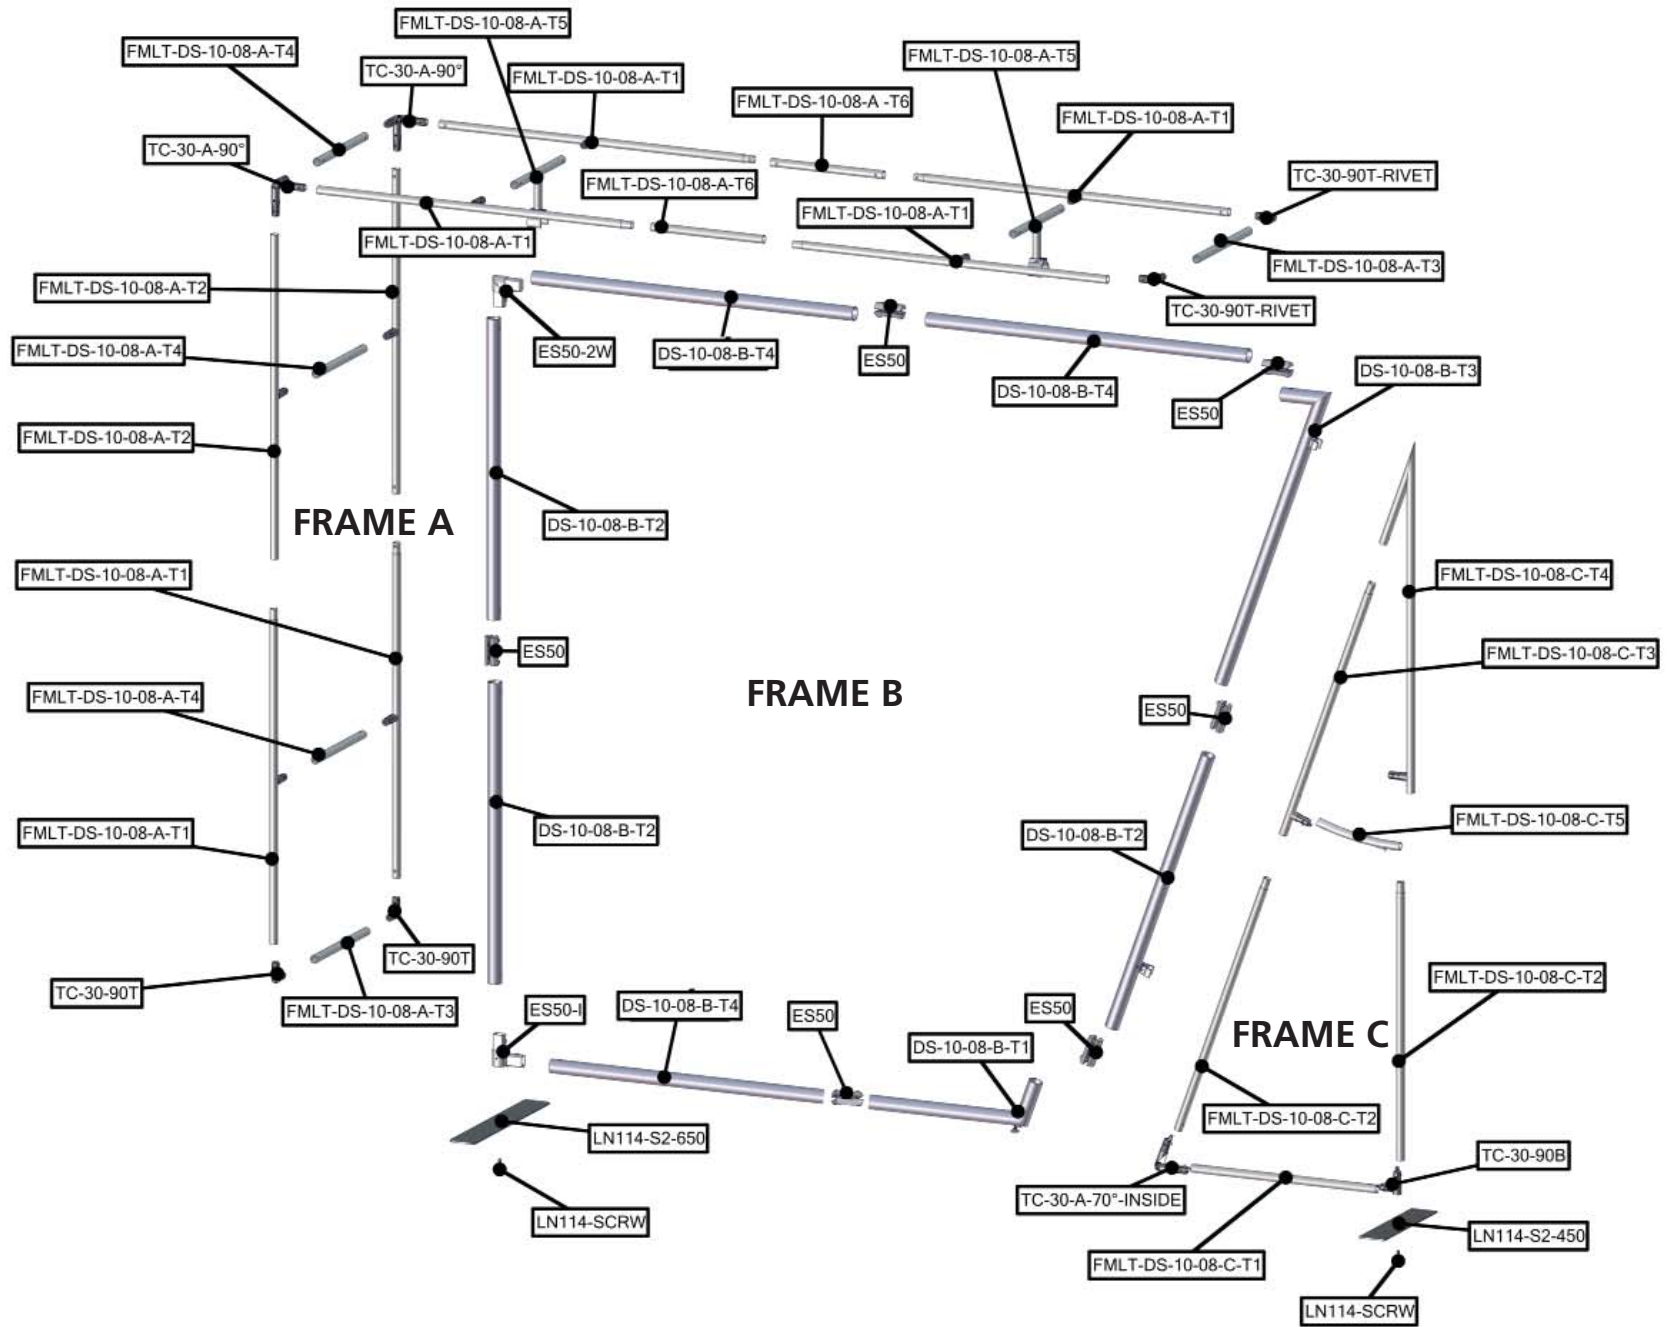 FMLT-DS-10-08-A-T5
FMLT-DS-10-08-A-T4
TC-30-A-90°
FMLT-DS-10-08-A-T1
FMLT-DS-10-08-A-T5
FMLT-DS-10-08-A -T6
FMLT-DS-10-08-A-T1
TC-30-A-90°
TC-30-90T-RIVET
FMLT-DS-10-08-A-T6
FMLT-DS-10-08-A-T1
FMLT-DS-10-08-A-T1
FMLT-DS-10-08-A-T3
FMLT-DS-10-08-A-T2
TC-30-90T-RIVET
FMLT-DS-10-08-A-T4
ES50-2W
DS-10-08-B-T4
ES50
DS-10-08-B-T3
DS-10-08-B-T4
ES50
FMLT-DS-10-08-A-T2
FRAME A
DS-10-08-B-T2
FMLT-DS-10-08-A-T1
FMLT-DS-10-08-C-T4
ES50
FMLT-DS-10-08-C-T3
FMLT-DS-10-08-A-T4
FRAME B
ES50
FMLT-DS-10-08-A-T1
DS-10-08-B-T2
DS-10-08-B-T2
FMLT-DS-10-08-C-T5
TC-30-90T
TC-30-90T
FMLT-DS-10-08-A-T3
FMLT-DS-10-08-C-T2
ES50-I
DS-10-08-B-T4
ES50
ES50
DS-10-08-B-T1
FRAME C
LN114-S2-650
FMLT-DS-10-08-C-T2
TC-30-90B
TC-30-A-70°-INSIDE
LN114-SCRW
LN114-S2-450
FMLT-DS-10-08-C-T1
LN114-SCRW